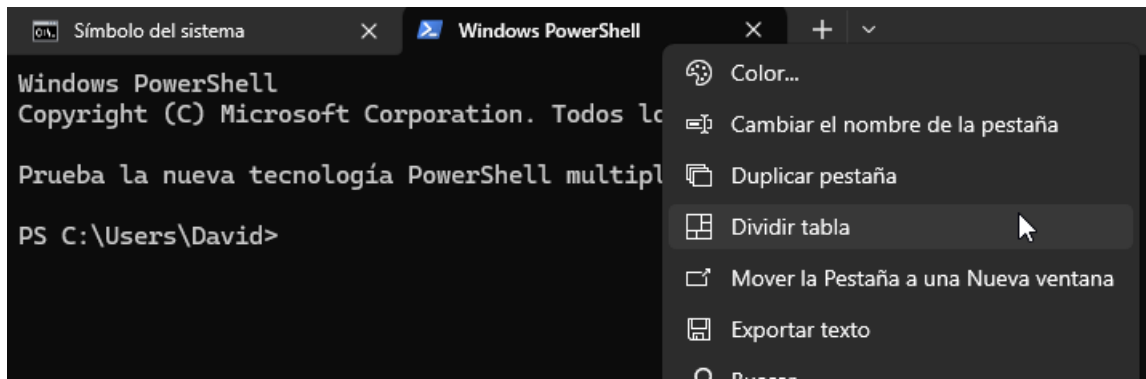 Símbolo del sistema
Windows PowerShell
Windows PowerShell
Copyright (C) Microsoft Corporation. Todos
Prueba la nueva tecnología PowerShell
PS C:\Users\David>
Color...
Cambiar el nombre de la pestaña
Duplicar pestaña
Dividir tabla
Mover la Pestaña a una Nueva ventana
Exportar texto